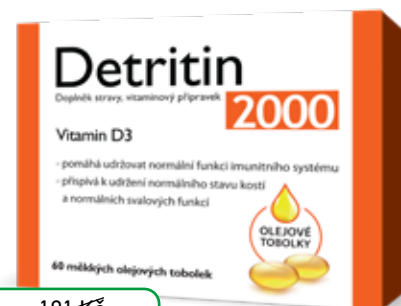 Detritin
Doplněk stravy, vitaminový přípravek
2000
Vitamin D3
- pomáhá udržovat normální funkci imunitního systému
- přispívá k udržení normálního stavu kostí
a normálních svalových funkcí
OLEJOVÉ
TOBOLKY
60 měkkých olejových tobolek